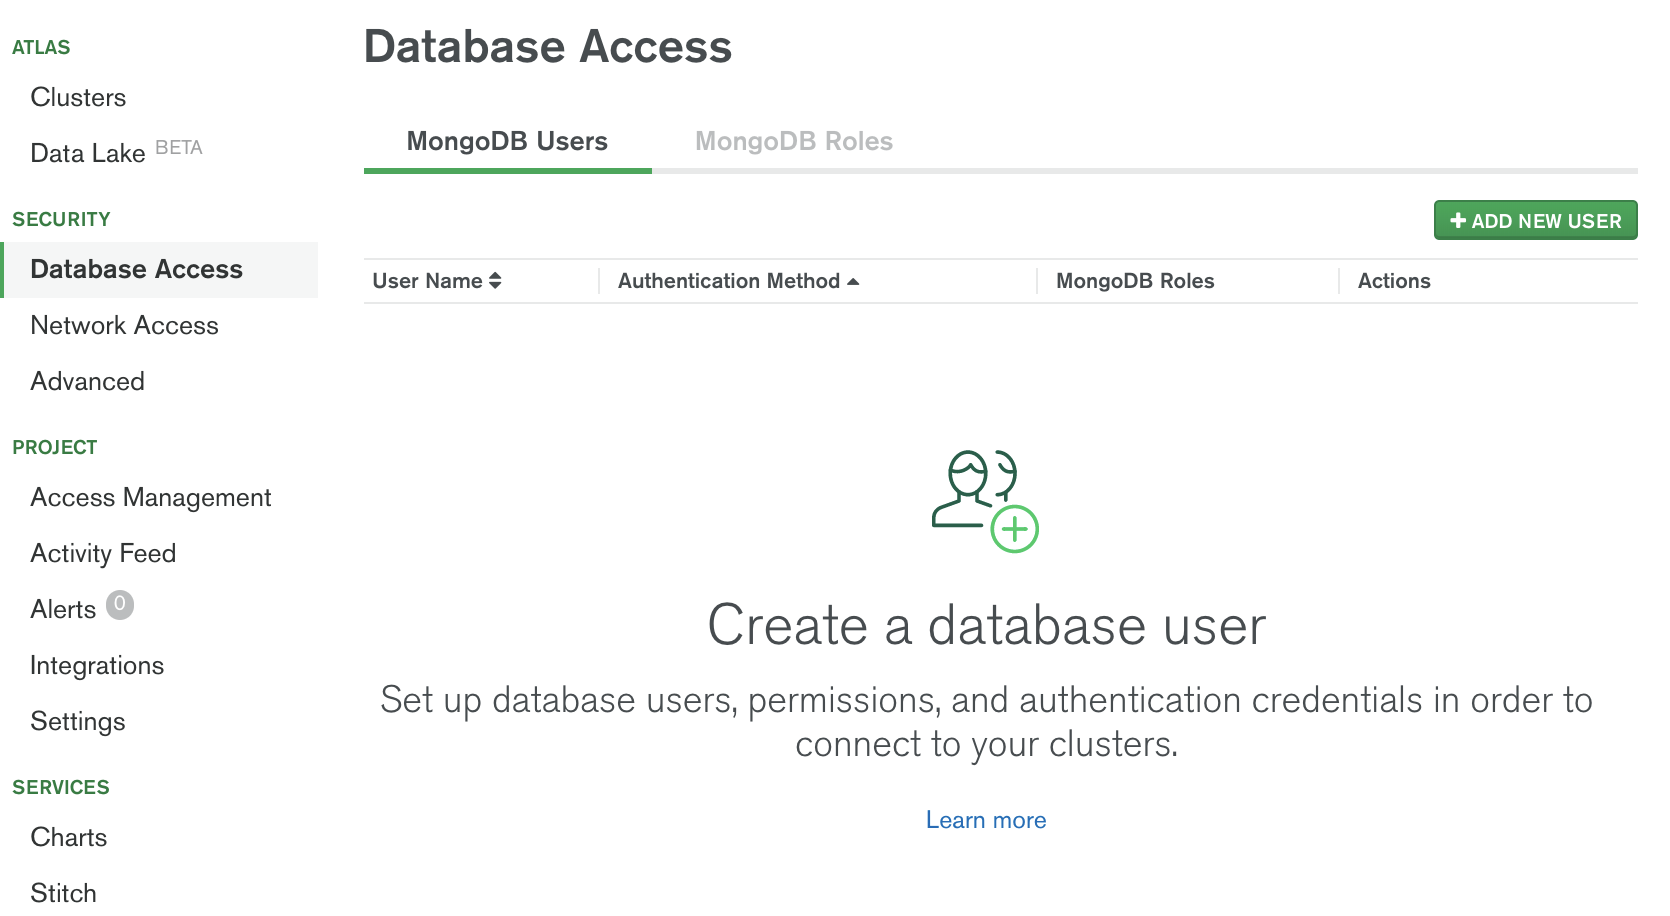 ATLAS
Clusters
Data Lake BETA
SECURITY
Database Access
Network Access
Advanced
PROJECT
Access Management
Activity Feed
Alerts 0
Integrations
Settings
SERVICES
Charts
Stitch
Database Access
MongoDB Users MongoDB Roles
ADD NEW USER
User Name Authentication Method MongoDB Roles Actions
Create a database user
Set up database users, permissions, and authentication credentials in order to
connect to your clusters.
Learn more